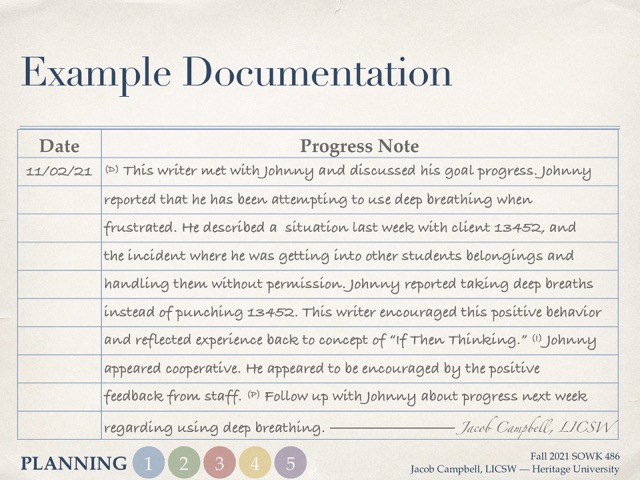 Example Documentation
Date Progress Note
11/02/21 (D) This writer met with Johnny and discussed his goal progress. Johnny
reported that he has been attempting to use deep breathing when
frustrated. He described a situation last week with client 13452, and
the incident where he was getting into other students belongings and
handling them without permission. Johnny reported taking deep breaths
instead of punching 13452. This writer encouraged this positive behavior
and reflected experience back to concept of “If Then Thinking.” (I) Johnny
appeared cooperative. He appeared to be encouraged by the positive
feedback from staff. (P) Follow up with Johnny about progress next week
regarding using deep breathing. Jacob Campbell, LICSW
PLANNING 1 2 3 4 5
Fall 2021 SOWK 486
Jacob Campbell, LICSW — Heritage University